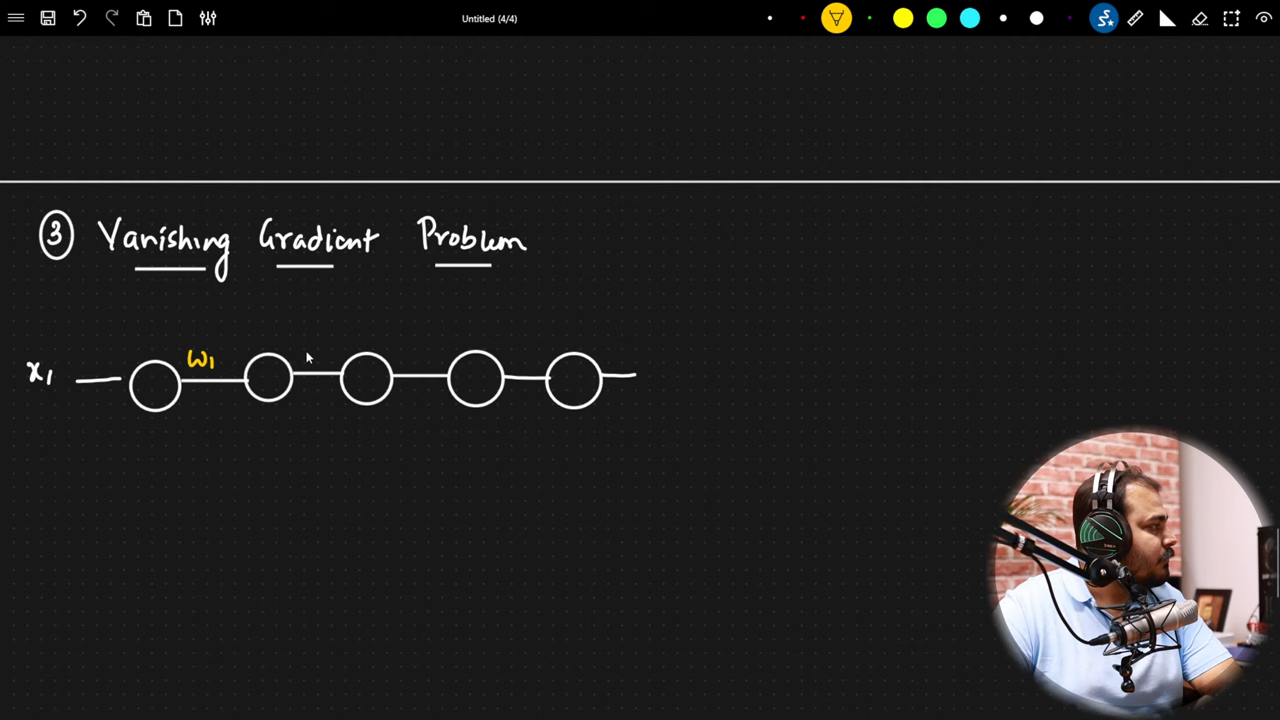 Untitled (4/4)
③ Vanishing Gradient Problem
x₁ w₁